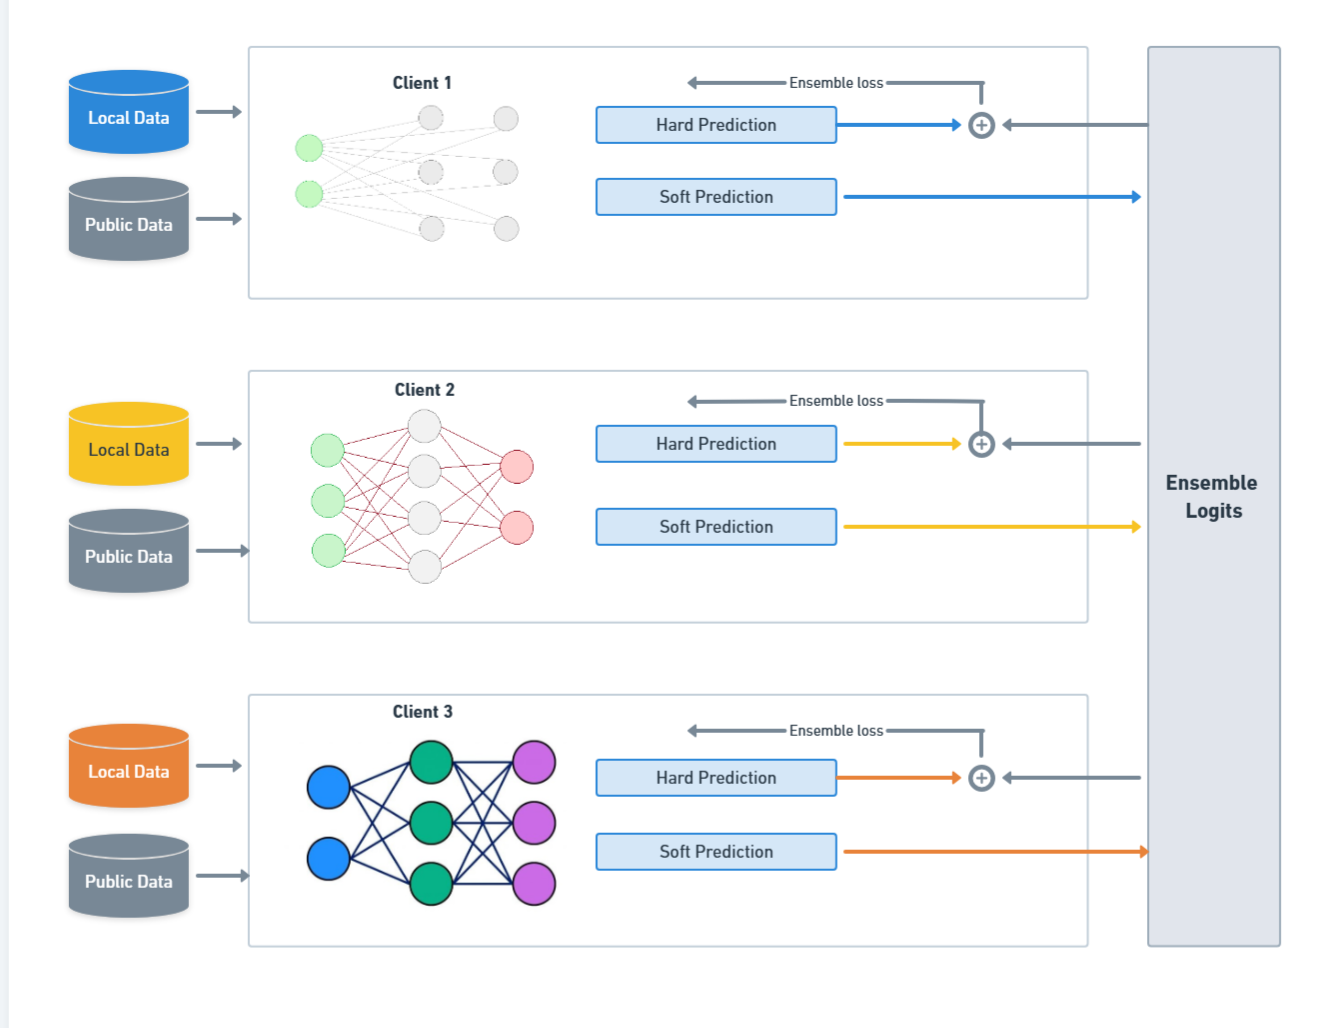 Client 1
Local Data
Public Data
Ensemble loss
Hard Prediction
Soft Prediction
Client 2
Local Data
Public Data
Ensemble loss
Hard Prediction
Soft Prediction
Client 3
Local Data
Public Data
Ensemble loss
Hard Prediction
Soft Prediction
Ensemble
Logits